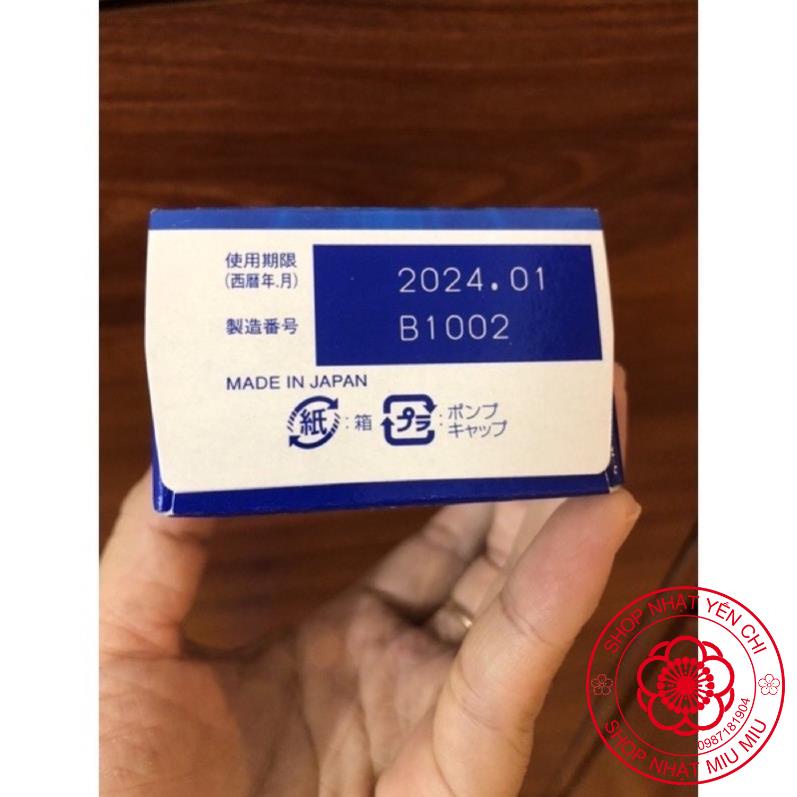 使用期限
(西暦年.月)
2024.01
製造番号
B1002
MADE IN JAPAN
紙
:箱
プラ
:ポンプ
キャップ
SHOP NHẬT YẾN CHI
0987181904
SHOP NHẬT MIU MIU